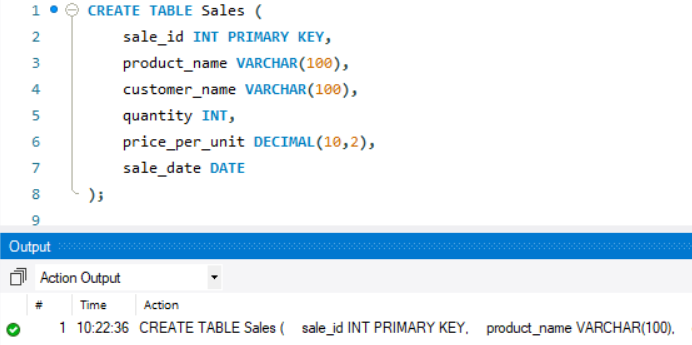 1 CREATE TABLE Sales (
2 sale_id INT PRIMARY KEY,
3 product_name VARCHAR(100),
4 customer_name VARCHAR(100),
5 quantity INT,
6 price_per_unit DECIMAL(10,2),
7 sale_date DATE
8 );
9
Output
Action Output
# Time Action
1 10:22:36 CREATE TABLE Sales ( sale_id INT PRIMARY KEY, product_name VARCHAR(100),